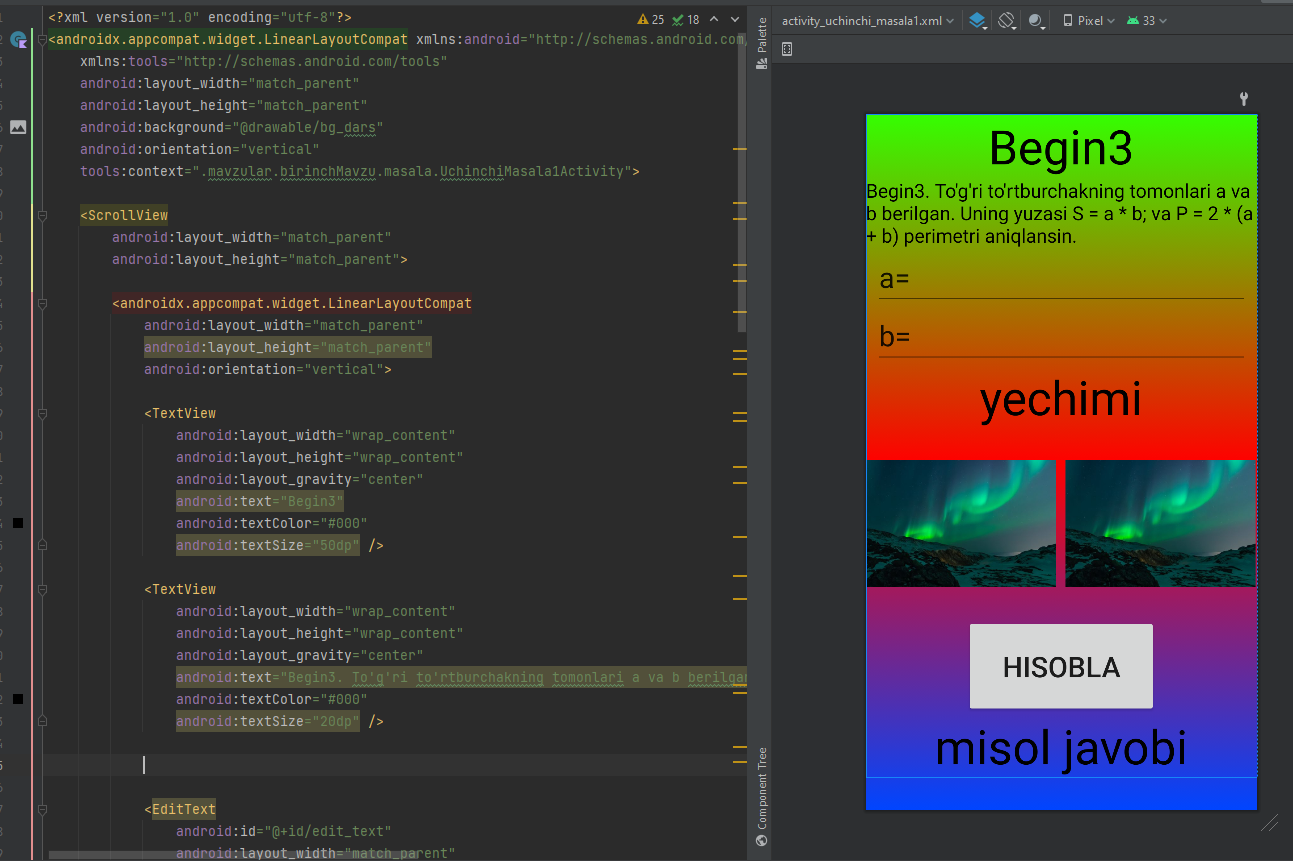 <?xml version="1.0" encoding="utf-8"?>
25 18
<androidx.appcompat.widget.LinearLayoutCompat xmlns:android="http://schemas.android.com/
xmlns:tools="http://schemas.android.com/tools"
android:layout_width="match_parent"
android:layout_height="match_parent"
android:background="@drawable/bg_dars"
android:orientation="vertical"
tools:context=".mavzular.birinchMavzu.masala.UchinchiMasala1Activity">
<ScrollView
android:layout_width="match_parent"
android:layout_height="match_parent">
<androidx.appcompat.widget.LinearLayoutCompat
android:layout_width="match_parent"
android:layout_height="match_parent"
android:orientation="vertical">
<TextView
android:layout_width="wrap_content"
android:layout_height="wrap_content"
android:layout_gravity="center"
android:text="Begin3"
android:textColor="#000"
android:textSize="50dp" />
<TextView
android:layout_width="wrap_content"
android:layout_height="wrap_content"
android:layout_gravity="center"
android:text="Begin3. To'g'ri to'rtburchakning tomonlari a va b berilgan
android:textColor="#000"
android:textSize="20dp" />
<EditText
android:id="@+id/edit_text"
android:layout_width="match_parent"
Palette
Component Tree
activity_uchinchi_masala1.xml
Pixel
33
Begin3
Begin3. To'g'ri to'rtburchakning tomonlari a va
b berilgan. Uning yuzasi S = a * b; va P = 2 * (a
+ b) perimetri aniqlansin.
a=
b=
yechimi
HISOBLA
misol javobi